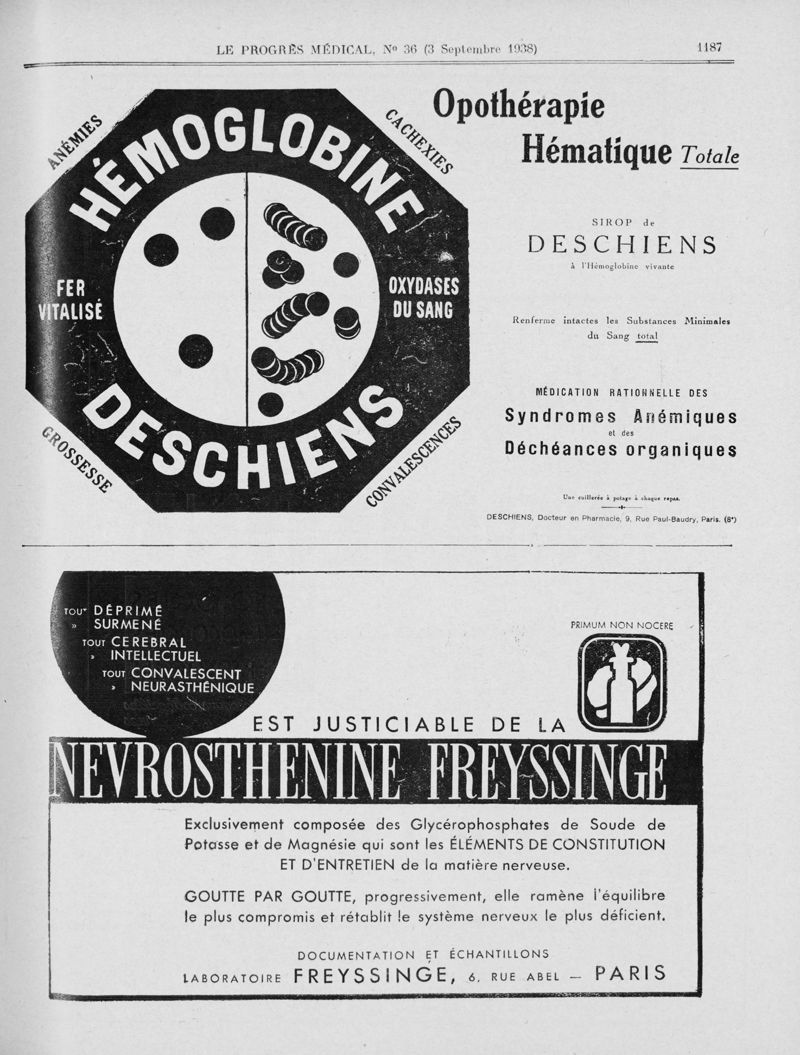 LE PROGRÈS MÉDICAL, No 36 (3 Septembre 1938)
1187
ANÉMIES
CACHEXIES
HÉMOGLOBINE
FER
VITALISÉ
OXYDASES
DU SANG
DESCHIENS
GROSSESSE
CONVALESCENCES
Opothérapie
Hématique Totale
SIROP de
DESCHIENS
à l'Hémoglobine vivante
Renferme intactes les Substances Minimales
du Sang total
MÉDICATION RATIONNELLE DES
Syndromes Anémiques
et des
Déchéances organiques
Une cuillerée à potage à chaque repas.
DESCHIENS, Docteur en Pharmacie, 9, Rue Paul-Baudry, Paris. (8e)
TOUT DÉPRIMÉ
» SURMENÉ
TOUT CEREBRAL
» INTELLECTUEL
TOUT CONVALESCENT
» NEURASTHÉNIQUE
PRIMUM NON NOCERE
EST JUSTICIABLE DE LA
NEVROSTHENINE FREYSSINGE
Exclusivement composée des Glycérophosphates de Soude de
Potasse et de Magnésie qui sont les ÉLÉMENTS DE CONSTITUTION
ET D'ENTRETIEN de la matière nerveuse.
GOUTTE PAR GOUTTE, progressivement, elle ramène l'équilibre
le plus compromis et rétablit le système nerveux le plus déficient.
DOCUMENTATION ET ÉCHANTILLONS
LABORATOIRE FREYSSINGE, 6, RUE ABEL — PARIS